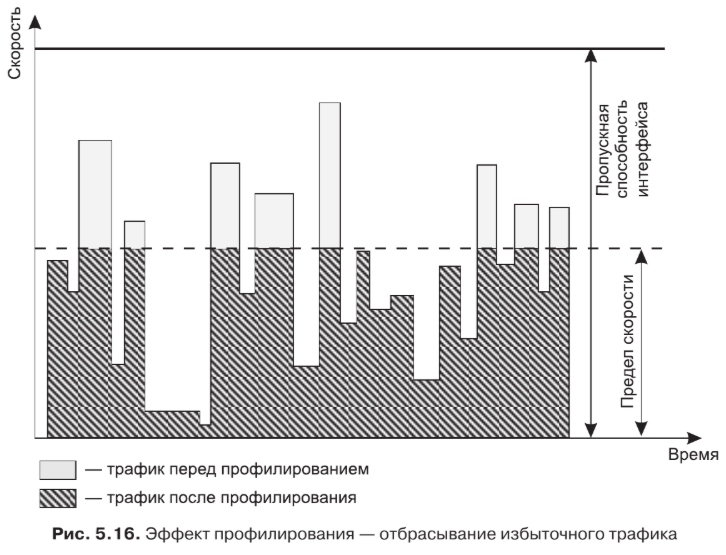 Скорость
Пропускная
способность
интерфейса
Предел скорости
Время
— трафик перед профилированием
— трафик после профилирования
Рис. 5.16. Эффект профилирования — отбрасывание избыточного трафика